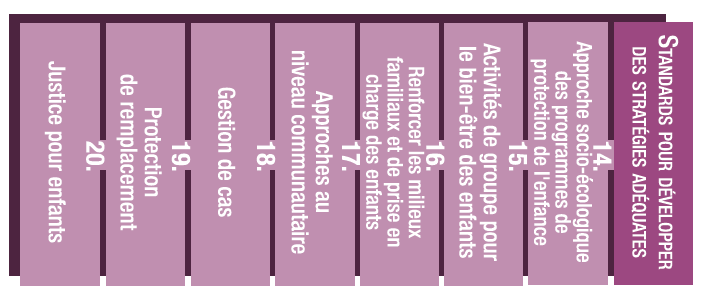 STANDARDS POUR DÉVELOPPER
DES STRATÉGIES ADÉQUATES
14.
Approche socio-écologique
des programmes de
protection de l'enfance
15.
Activités de groupe pour
le bien-être des enfants
16.
Renforcer les milieux
familiaux et de prise en
charge des enfants
17.
Approches au
niveau communautaire
18.
Gestion de cas
19.
Protection
de remplacement
20.
Justice pour enfants